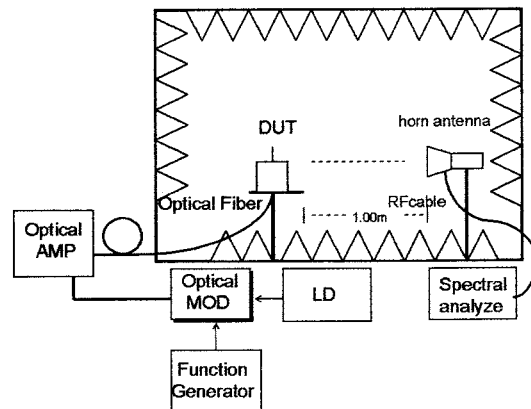 DUT
horn antenna
Optical Fiber
RFcable
1.00m
Optical
AMP
Optical
MOD
LD
Spectral
analyze
Function
Generator